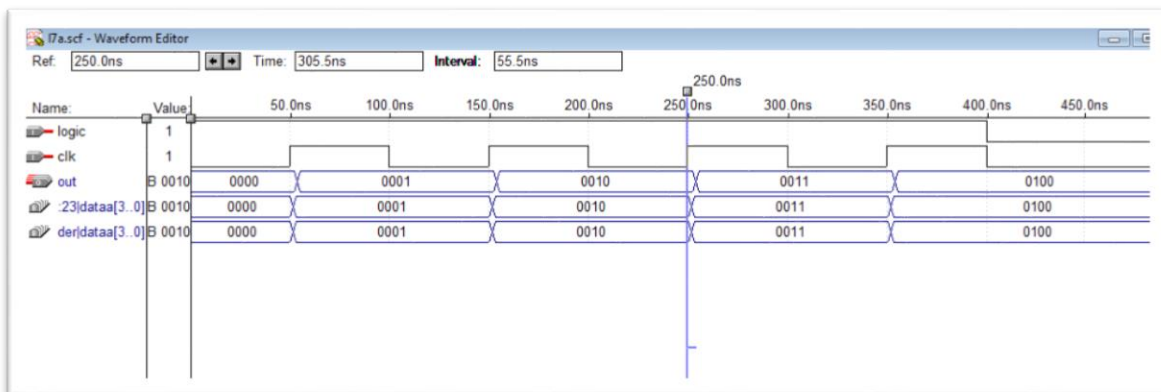 l7a.scf - Waveform Editor
Ref: 250.0ns Time: 305.5ns Interval: 55.5ns
250.0ns
Name: Value: 50.0ns 100.0ns 150.0ns 200.0ns 250.0ns 300.0ns 350.0ns 400.0ns 450.0ns
logic 1
clk 1
out B 0010 0000 0001 0010 0011 0100
:23|dataa[3..0] B 0010 0000 0001 0010 0011 0100
der|dataa[3..0] B 0010 0000 0001 0010 0011 0100